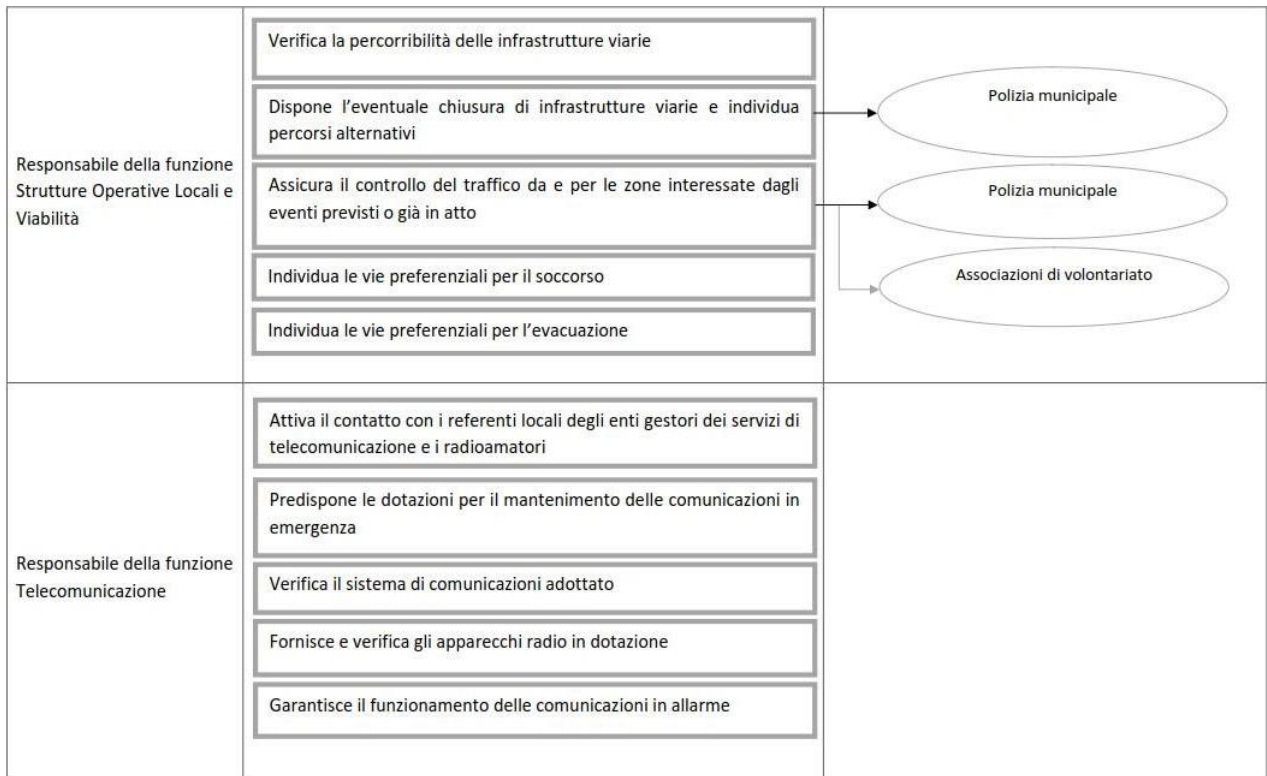 Responsabile della funzione
Strutture Operative Locali e
Viabilità
Verifica la percorribilità delle infrastrutture viarie
Dispone l'eventuale chiusura di infrastrutture viarie e individua
percorsi alternativi
Assicura il controllo del traffico da e per le zone interessate dagli
eventi previsti o già in atto
Individua le vie preferenziali per il soccorso
Individua le vie preferenziali per l'evacuazione
Polizia municipale
Polizia municipale
Associazioni di volontariato
Responsabile della funzione
Telecomunicazione
Attiva il contatto con i referenti locali degli enti gestori dei servizi di
telecomunicazione e i radioamatori
Predispone le dotazioni per il mantenimento delle comunicazioni in
emergenza
Verifica il sistema di comunicazioni adottato
Fornisce e verifica gli apparecchi radio in dotazione
Garantisce il funzionamento delle comunicazioni in allarme